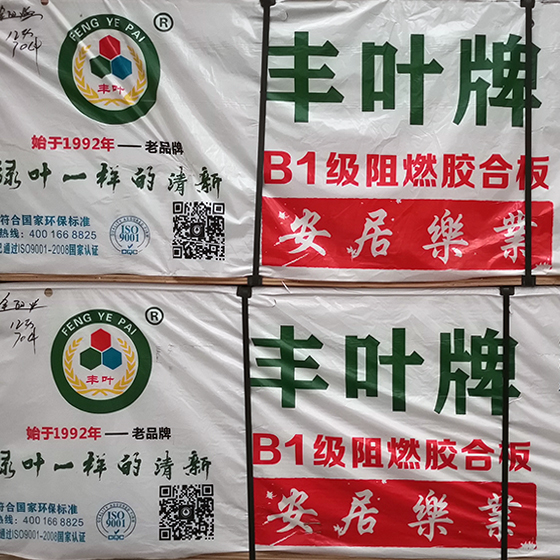 FENG YE PAI
®
丰叶
始于1992年——老品牌
绿叶一样的清新
符合国家环保标准
热线：400 166 8825
已通过ISO9001-2008国家认证
ISO
9001
丰叶牌
B1级阻燃胶合板
安居樂業
FENG YE PAI
®
丰叶
始于1992年——老品牌
绿叶一样的清新
符合国家环保标准
热线：400 166 8825
已通过ISO9001-2008国家认证
ISO
9001
丰叶牌
B1级阻燃胶合板
安居樂業